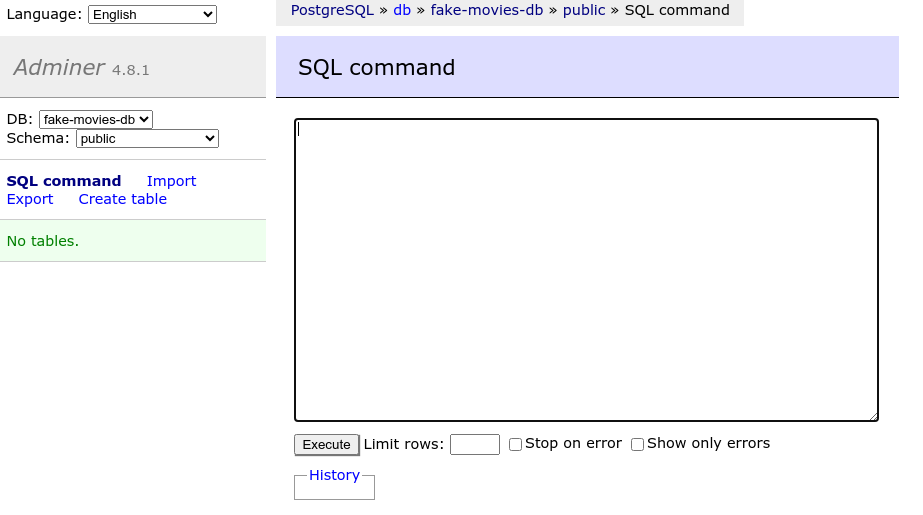 Language: English
PostgreSQL » db » fake-movies-db » public » SQL command
Adminer 4.8.1
SQL command
DB: fake-movies-db
Schema: public
SQL command Import
Export Create table
No tables.
Execute Limit rows: Stop on error Show only errors
History